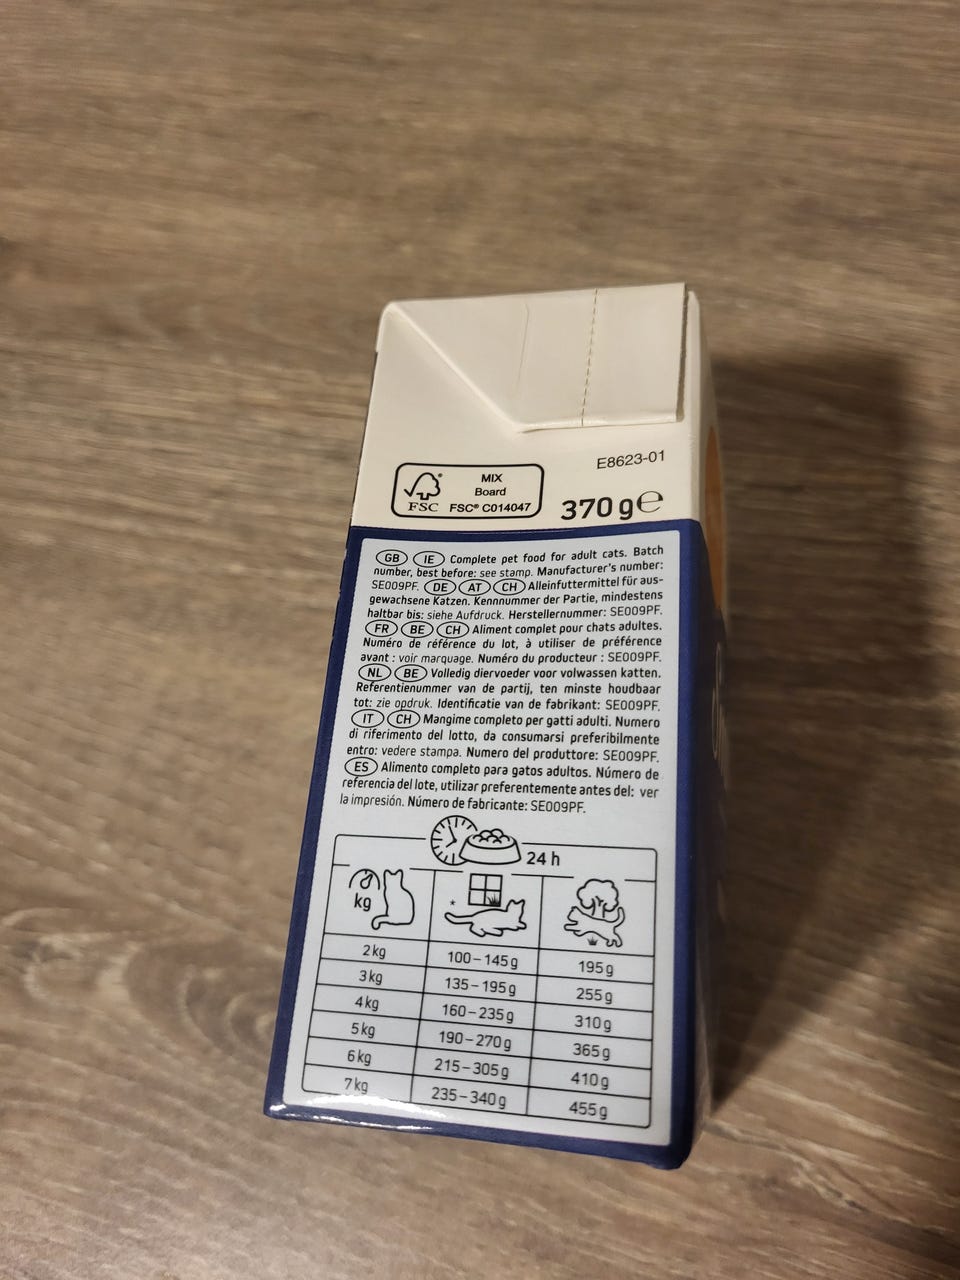 E8623-01
MIX
Board
FSC FSC® C014047
370 g ℮
GB IE Complete pet food for adult cats. Batch
number, best before: see stamp. Manufacturer's number:
SE009PF. DE AT CH Alleinfuttermittel für aus-
gewachsene Katzen. Kennnummer der Partie, mindestens
haltbar bis: siehe Aufdruck. Herstellernummer: SE009PF.
FR BE CH Aliment complet pour chats adultes.
Numéro de référence du lot, à utiliser de préférence
avant : voir marquage. Numéro du producteur : SE009PF.
NL BE Volledig diervoeder voor volwassen katten.
Referentienummer van de partij, ten minste houdbaar
tot: zie opdruk. Identificatie van de fabrikant: SE009PF.
IT CH Mangime completo per gatti adulti. Numero
di riferimento del lotto, da consumarsi preferibilmente
entro: vedere stampa. Numero del produttore: SE009PF.
ES Alimento completo para gatos adultos. Número de
referencia del lote, utilizar preferentemente antes del: ver
la impresión. Número de fabricante: SE009PF.
24 h
kg *
2 kg 100–145 g 195 g
3 kg 135–195 g 255 g
4 kg 160–235 g 310 g
5 kg 190–270 g 365 g
6 kg 215–305 g 410 g
7 kg 235–340 g 455 g